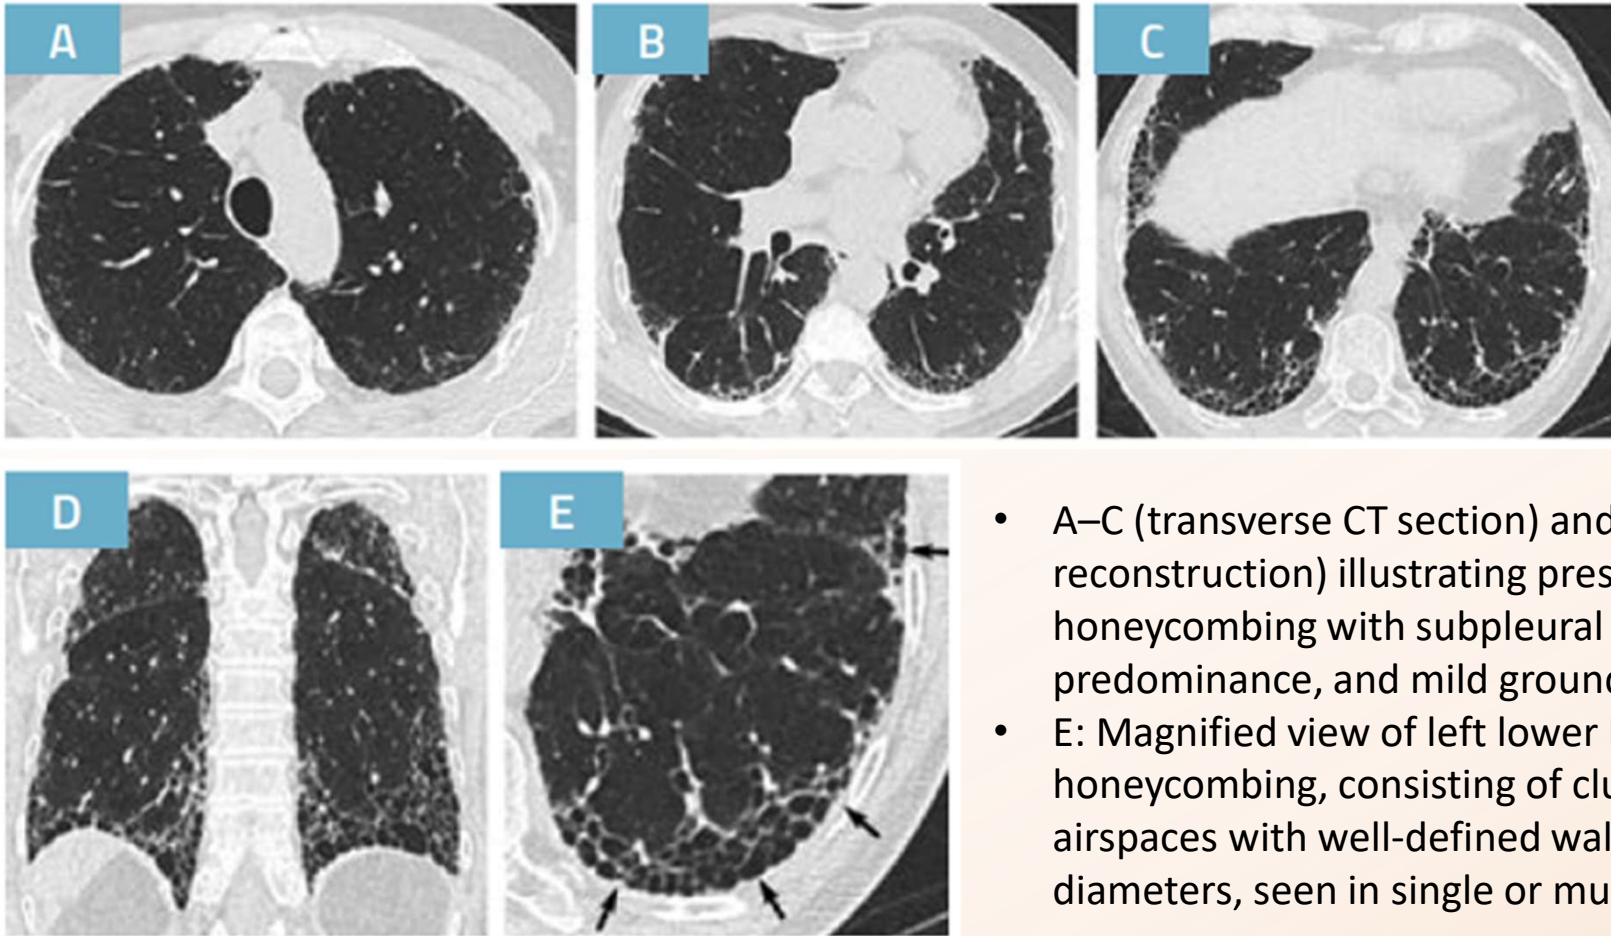 A
B
C
D
E
• A–C (transverse CT section) and
reconstruction) illustrating pres
honeycombing with subpleural
predominance, and mild ground
• E: Magnified view of left lower
honeycombing, consisting of clu
airspaces with well-defined wal
diameters, seen in single or mu